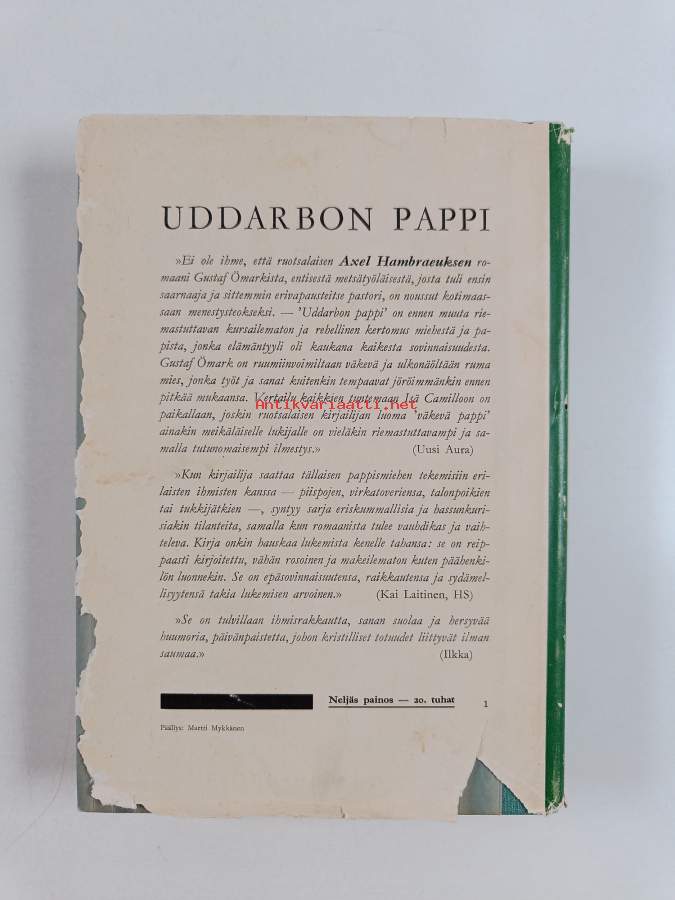 UDDARBON PAPPI
»Ei ole ihme, että ruotsalaisen Axel Hambraeuksen ro-
maani Gustaf Ömarkista, entisestä metsätyöläisestä, josta tuli ensin
saarnaaja ja sittemmin erivapausteitse pastori, on noussut kotimaas-
saan menestysteokseksi. — 'Uddarbon pappi' on ennen muuta rie-
mastuttavan kursailematon ja rehellinen kertomus miehestä ja pa-
pista, jonka elämäntyyli oli kaukana kaikesta sovinnaisuudesta.
Gustaf Ömark on ruumiinvoimiltaan väkevä ja ulkonäöltään ruma
mies, jonka työt ja sanat kuitenkin tempaavat jöröimmänkin ennen
pitkää mukaansa. Vertailu kaikkien tuntemaan Isä Camilloon on
Antikvariaatti.net
paikallaan, joskin ruotsalaisen kirjailijan luoma 'väkevä pappi'
ainakin meikäläiselle lukijalle on vieläkin riemastuttavampi ja sa-
malla tutunomaisempi ilmestys.» (Uusi Aura)
»Kun kirjailija saattaa tällaisen pappismiehen tekemisiin eri-
laisten ihmisten kanssa — piispojen, virkatoveriensa, talonpoikien
tai tukkijätkien —, syntyy sarja eriskummallisia ja hassunkuri-
siakin tilanteita, samalla kun romaanista tulee vauhdikas ja vaih-
televa. Kirja onkin hauskaa lukemista kenelle tahansa: se on reip-
paasti kirjoitettu, vähän rosoinen ja makeilematon kuten päähenki-
lön luonnekin. Se on epäsovinnaisuutensa, raikkautensa ja sydämel-
lisyytensä takia lukemisen arvoinen.» (Kai Laitinen, HS)
»Se on tulvillaan ihmisrakkautta, sanan suolaa ja hersyvää
huumoria, päivänpaistetta, johon kristilliset totuudet liittyvät ilman
saumaa.» (Ilkka)
Neljäs painos — 20. tuhat 1
Päällys: Martti Mykkänen